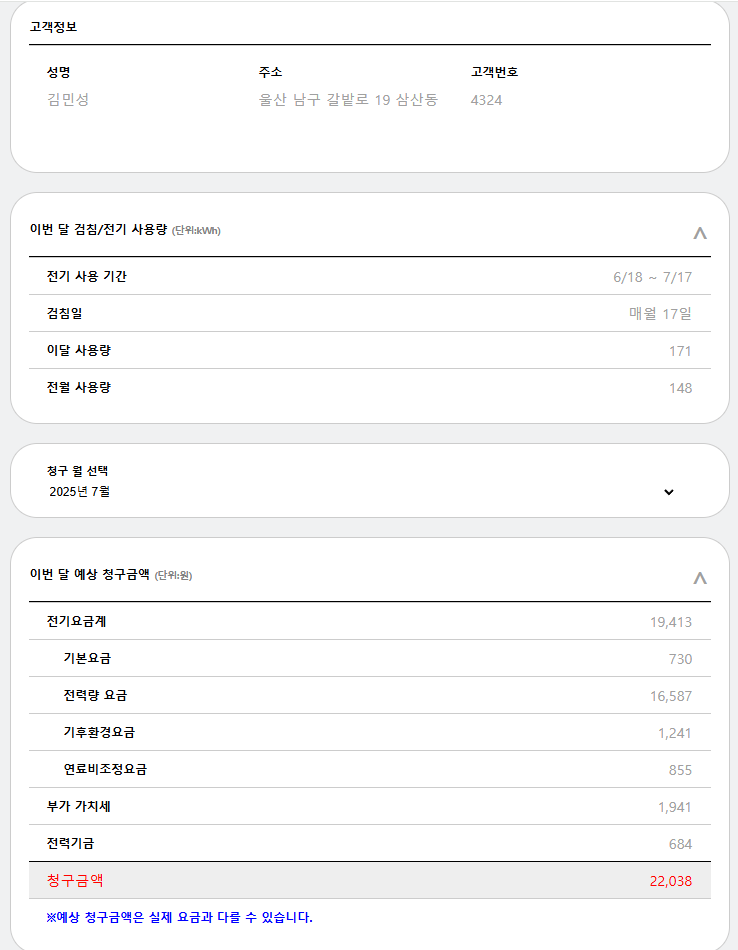 고객정보
성명 주소 고객번호
김민성 울산 남구 갈밭로 19 삼산동 4324
이번 달 검침/전기 사용량 (단위:kWh)
전기 사용 기간 6/18 ~ 7/17
검침일 매월 17일
이달 사용량 171
전월 사용량 148
청구 월 선택
2025년 7월
이번 달 예상 청구금액 (단위:원)
전기요금계 19,413
기본요금 730
전력량 요금 16,587
기후환경요금 1,241
연료비조정요금 855
부가 가치세 1,941
전력기금 684
청구금액 22,038
※예상 청구금액은 실제 요금과 다를 수 있습니다.